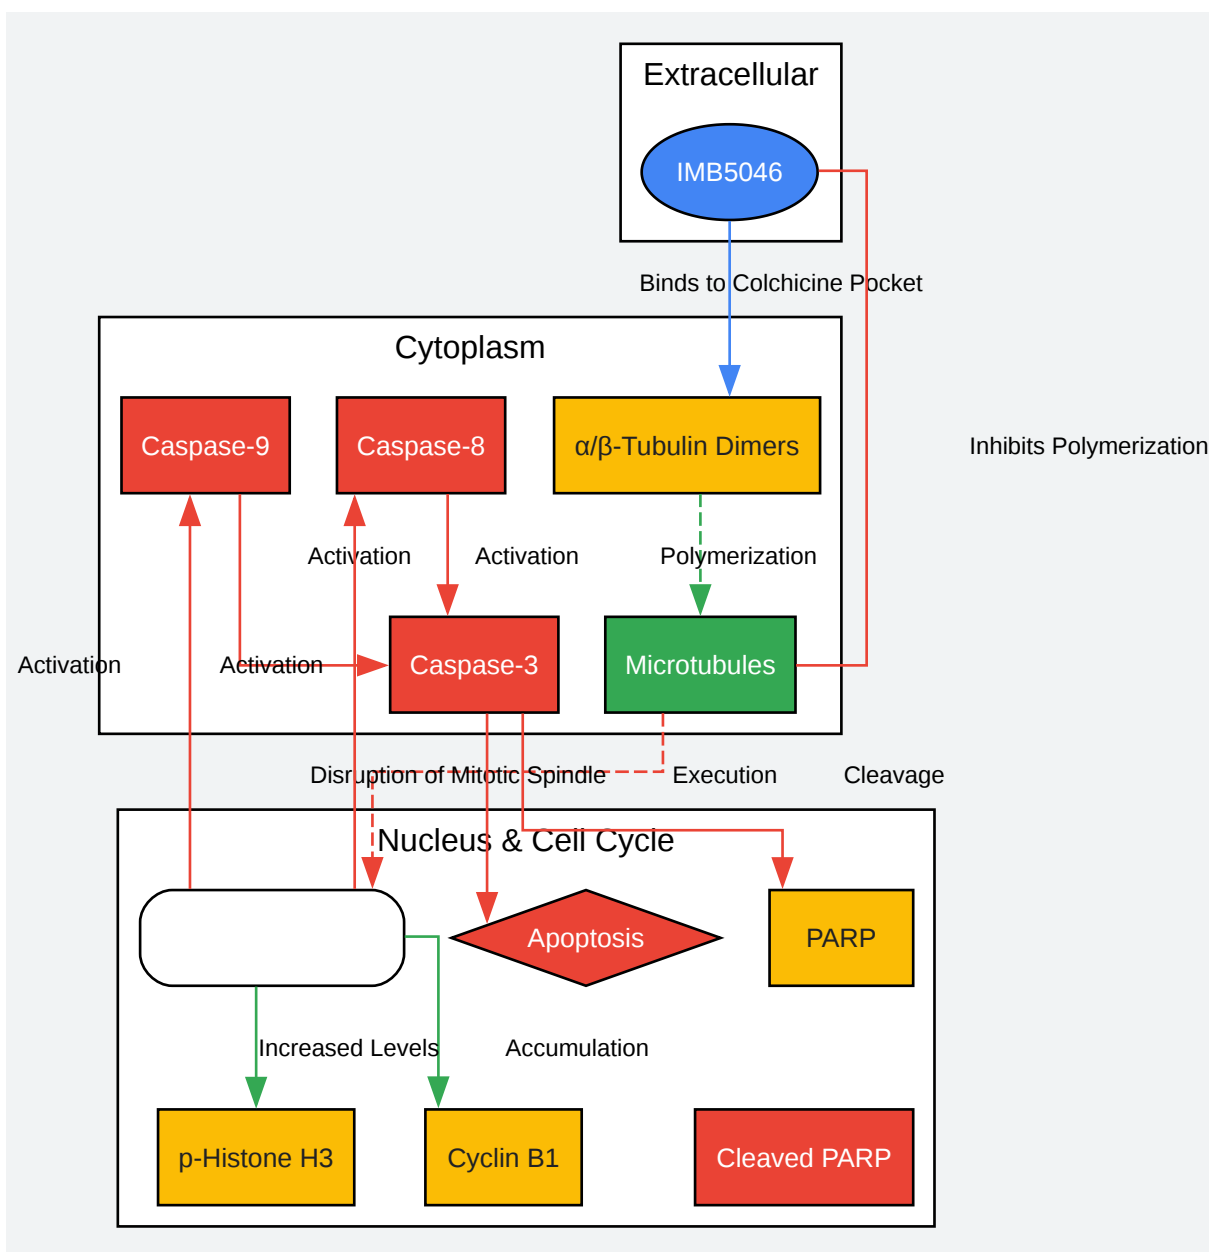 Extracellular
IMB5046
Binds to Colchicine Pocket
Cytoplasm
Caspase-9
Caspase-8
α/β-Tubulin Dimers
Inhibits Polymerization
Activation
Activation
Polymerization
Activation
Activation
Caspase-3
Microtubules
Disruption of Mitotic Spindle
Execution
Cleavage
Nucleus & Cell Cycle
Apoptosis
PARP
Increased Levels
Accumulation
p-Histone H3
Cyclin B1
Cleaved PARP